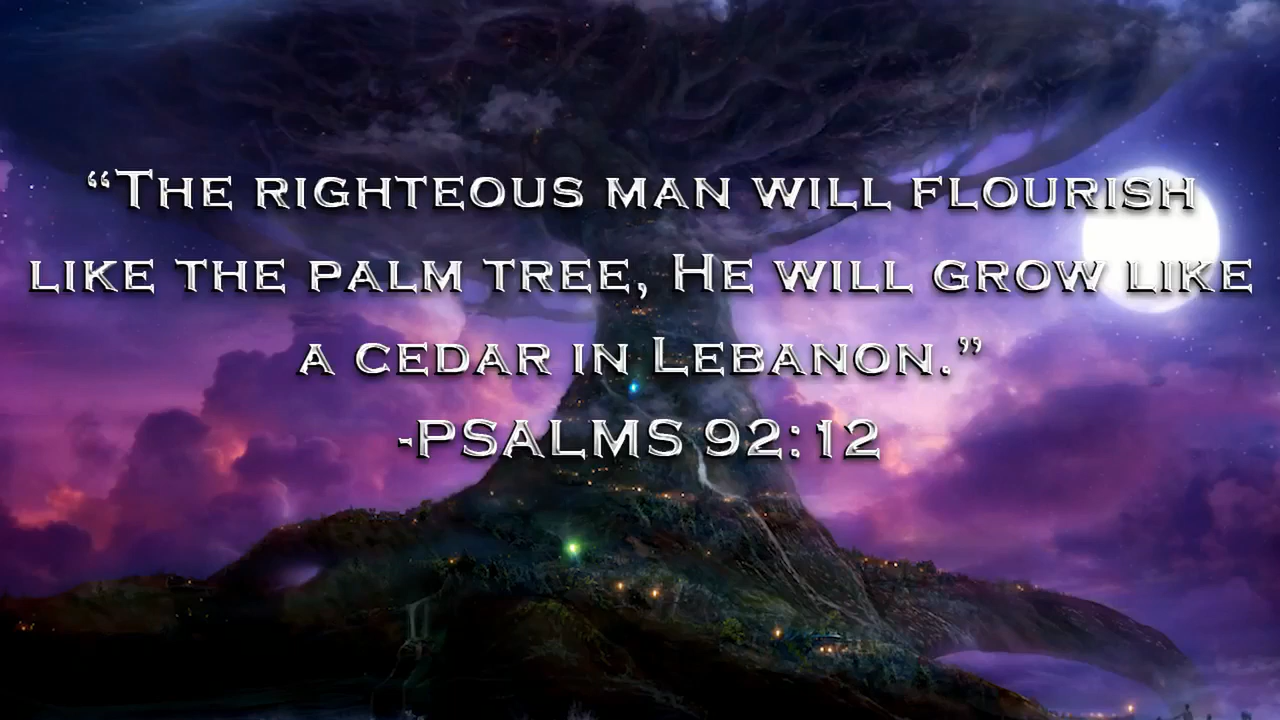 “The righteous man will flourish
like the palm tree, He will grow like
a cedar in Lebanon.”
-PSALMS 92:12